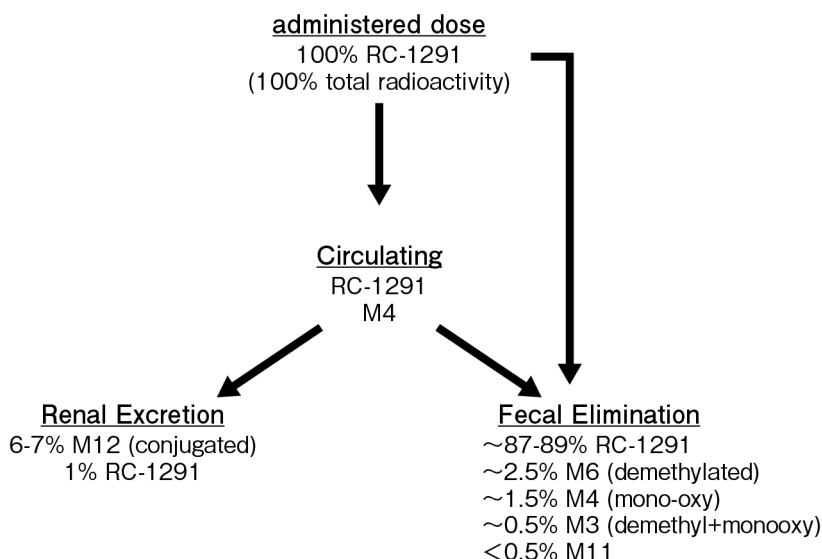 administered dose
100% RC-1291
(100% total radioactivity)
Circulating
RC-1291
M4
Renal Excretion
6-7% M12 (conjugated)
1% RC-1291
Fecal Elimination
～87-89% RC-1291
～2.5% M6 (demethylated)
～1.5% M4 (mono-oxy)
～0.5% M3 (demethyl+monooxy)
＜0.5% M11